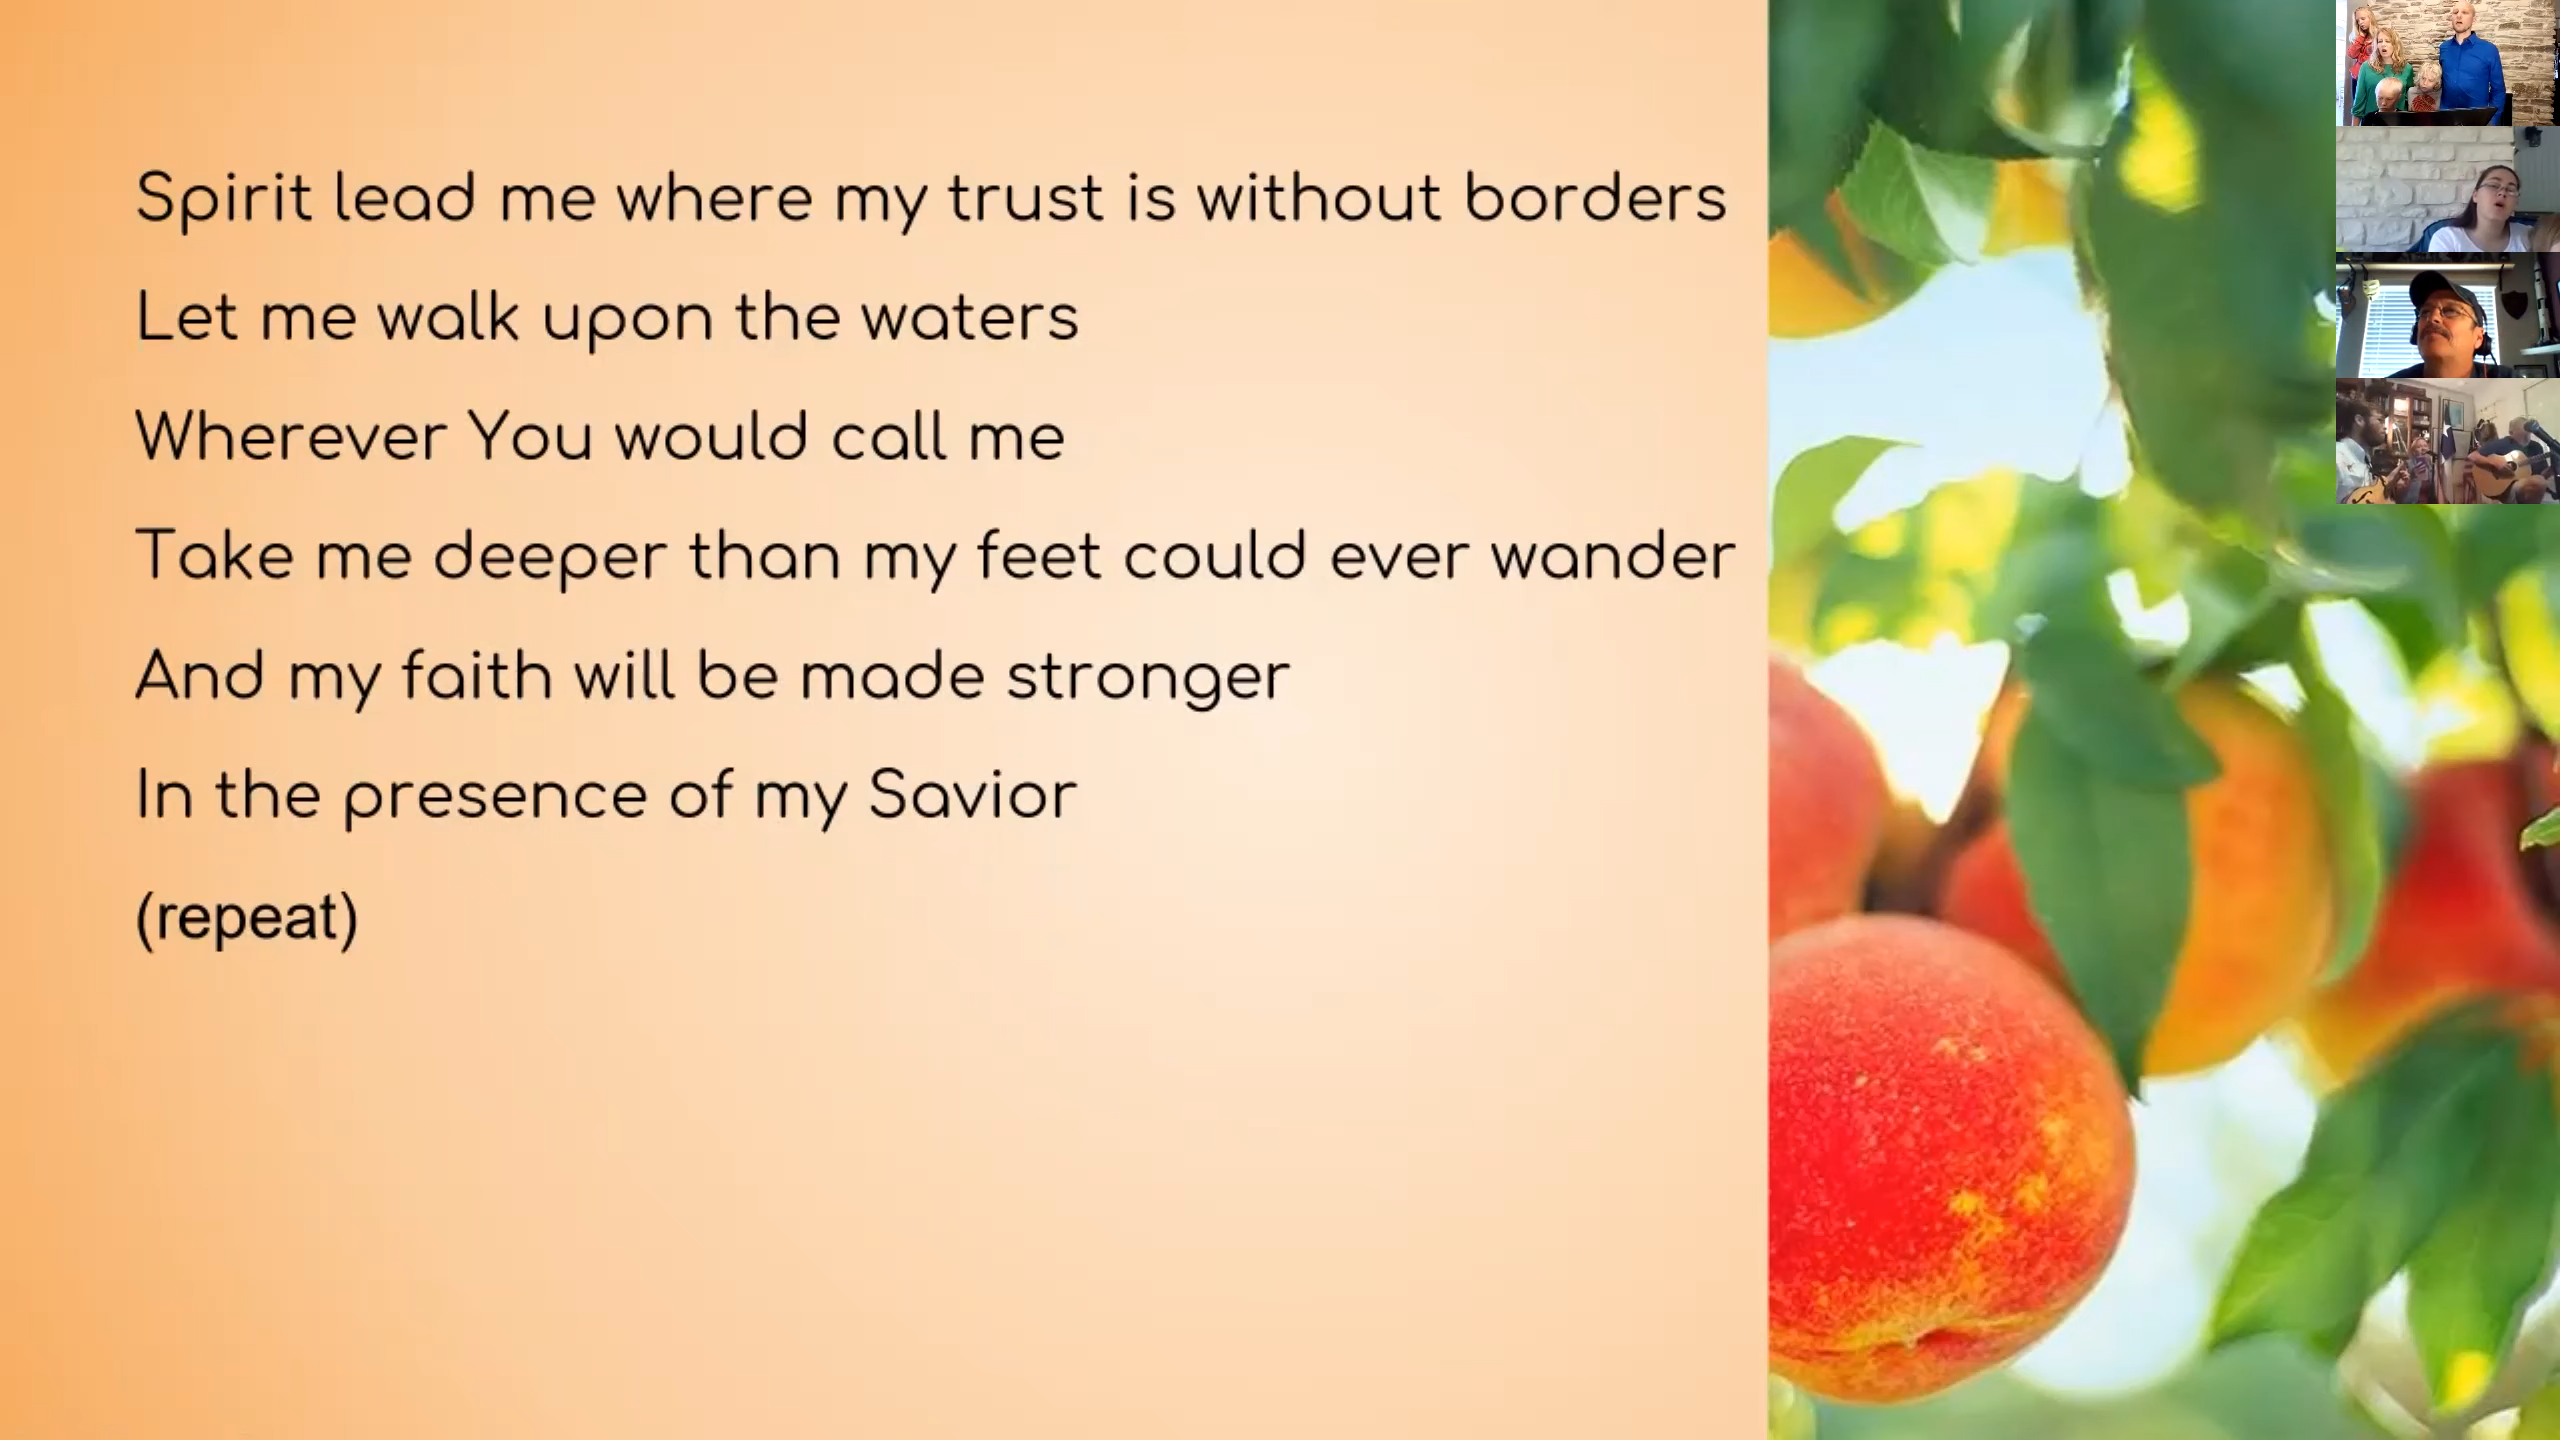 Spirit lead me where my trust is without borders
Let me walk upon the waters
Wherever You would call me
Take me deeper than my feet could ever wander
And my faith will be made stronger
In the presence of my Savior
(repeat)